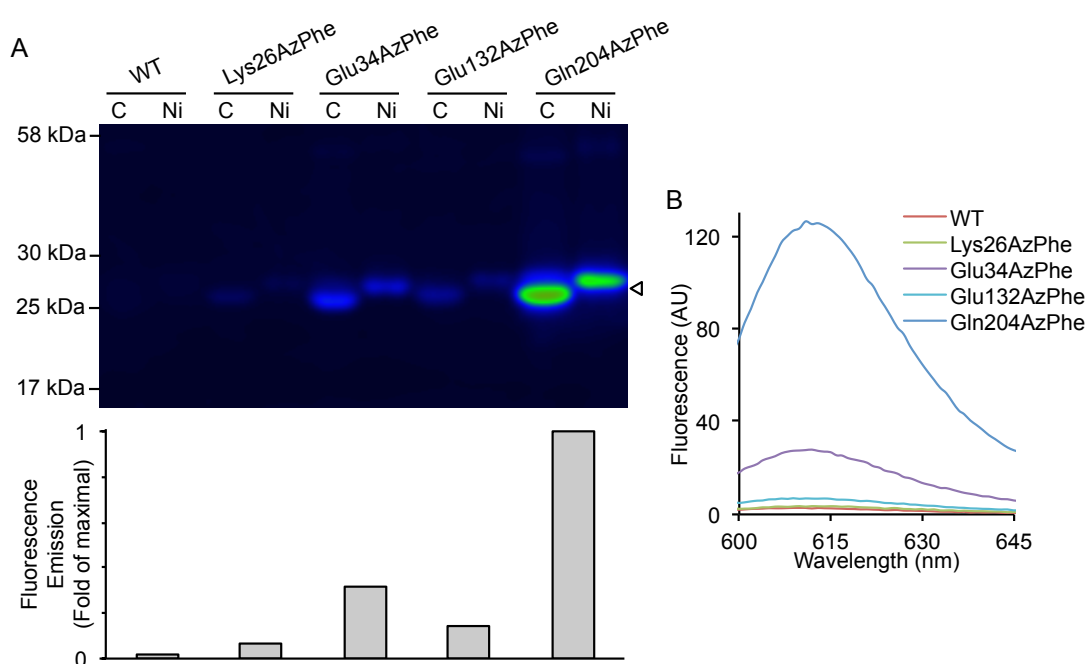 A
WT
Lys26AzPhe
Glu34AzPhe
Glu132AzPhe
Gln204AzPhe
C Ni C Ni C Ni C Ni C Ni
58 kDa
30 kDa
25 kDa
17 kDa
1
0
Fluorescence
Emission
(Fold of maximal)
B
WT
Lys26AzPhe
Glu34AzPhe
Glu132AzPhe
Gln204AzPhe
120
80
40
0
Fluorescence (AU)
600 615 630 645
Wavelength (nm)